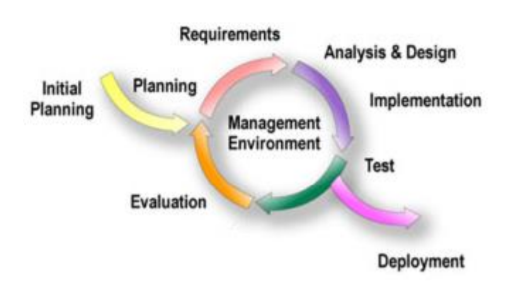 Requirements
Analysis & Design
Planning
Initial
Planning
Implementation
Management
Environment
Test
Evaluation
Deployment